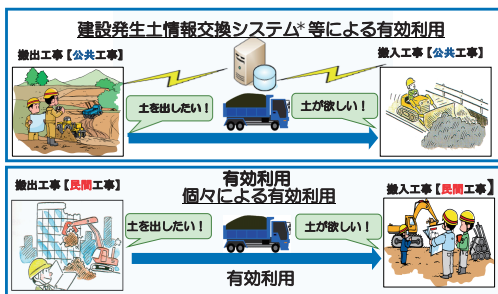 建設発生土情報交換システム*等による有効利用
搬出工事【公共工事】
搬入工事【公共工事】
土を出したい！
土が欲しい！
有効利用
搬出工事【民間工事】
個々による有効利用
搬入工事【民間工事】
土を出したい！
土が欲しい！
有効利用